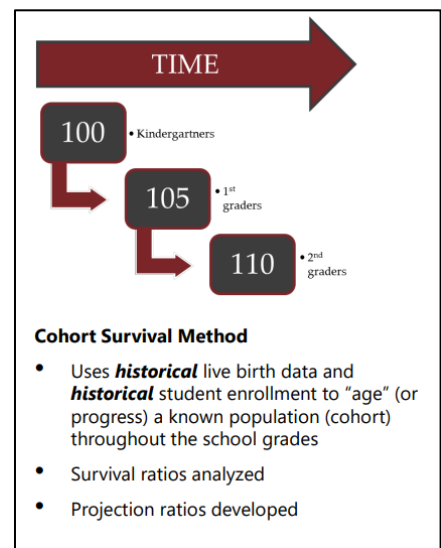 TIME
100
• Kindergartners
105
• 1st
graders
110
• 2nd
graders
Cohort Survival Method
• Uses historical live birth data and
historical student enrollment to “age” (or
progress) a known population (cohort)
throughout the school grades
• Survival ratios analyzed
• Projection ratios developed